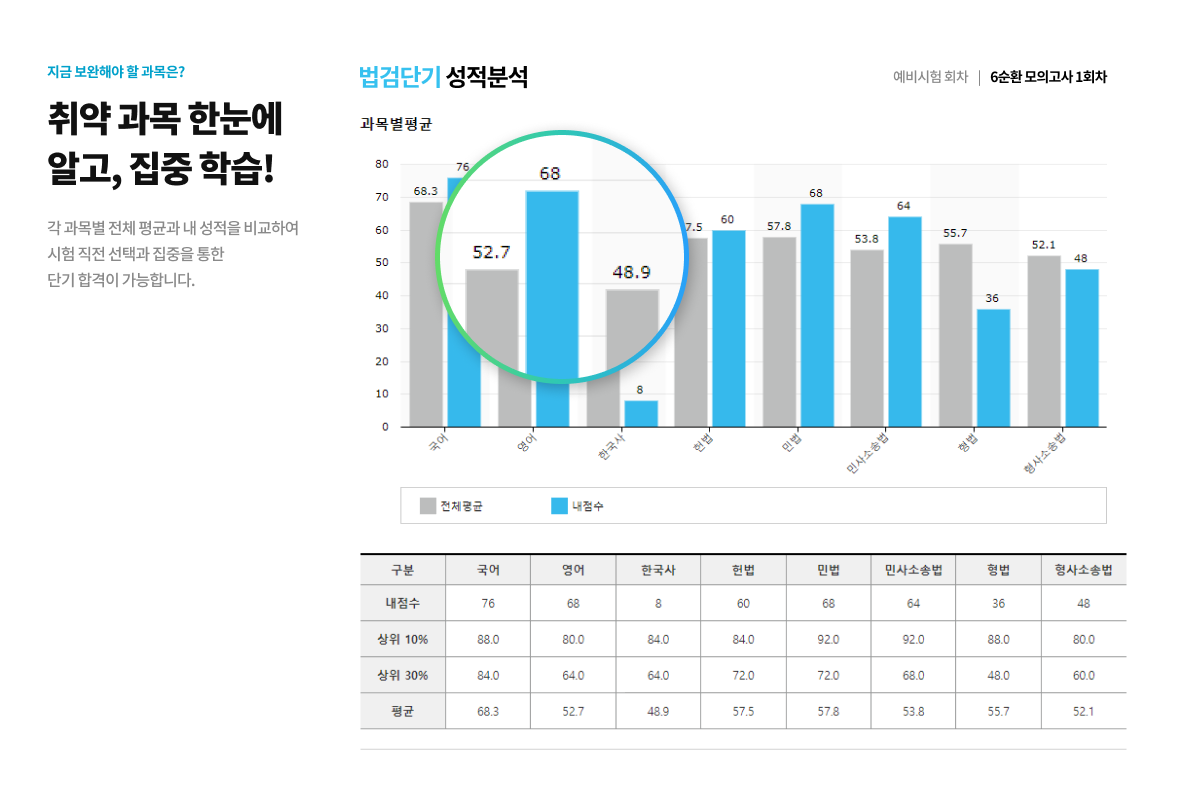 지금 보완해야 할 과목은?
취약 과목 한눈에
알고, 집중 학습!
각 과목별 전체 평균과 내 성적을 비교하여
시험 직전 선택과 집중을 통한
단기 합격이 가능합니다.
법검단기 성적분석
예비시험 회차 | 6순환 모의고사 1회차
과목별평균
80
70
60
50
40
30
20
10
0
68.3 76
52.7 68
48.9 8
7.5 60
57.8 68
53.8 64
55.7 36
52.1 48
국어 영어 한국사 헌법 민법 민사소송법 형법 형사소송법
전체평균 내점수
구분 국어 영어 한국사 헌법 민법 민사소송법 형법 형사소송법
내점수 76 68 8 60 68 64 36 48
상위 10% 88.0 80.0 84.0 84.0 92.0 92.0 88.0 80.0
상위 30% 84.0 64.0 64.0 72.0 72.0 68.0 48.0 60.0
평균 68.3 52.7 48.9 57.5 57.8 53.8 55.7 52.1